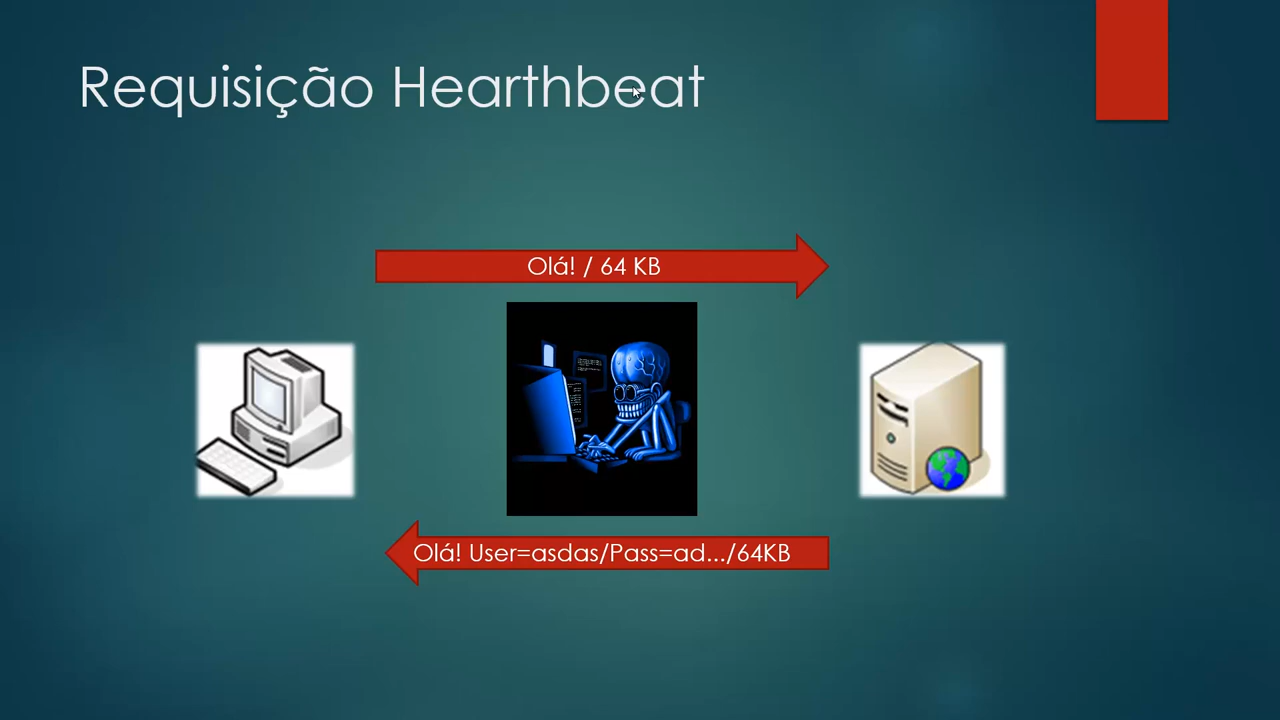 Requisição Hearthbeat
Olá! / 64 KB
Olá! User=asdas/Pass=ad.../64KB